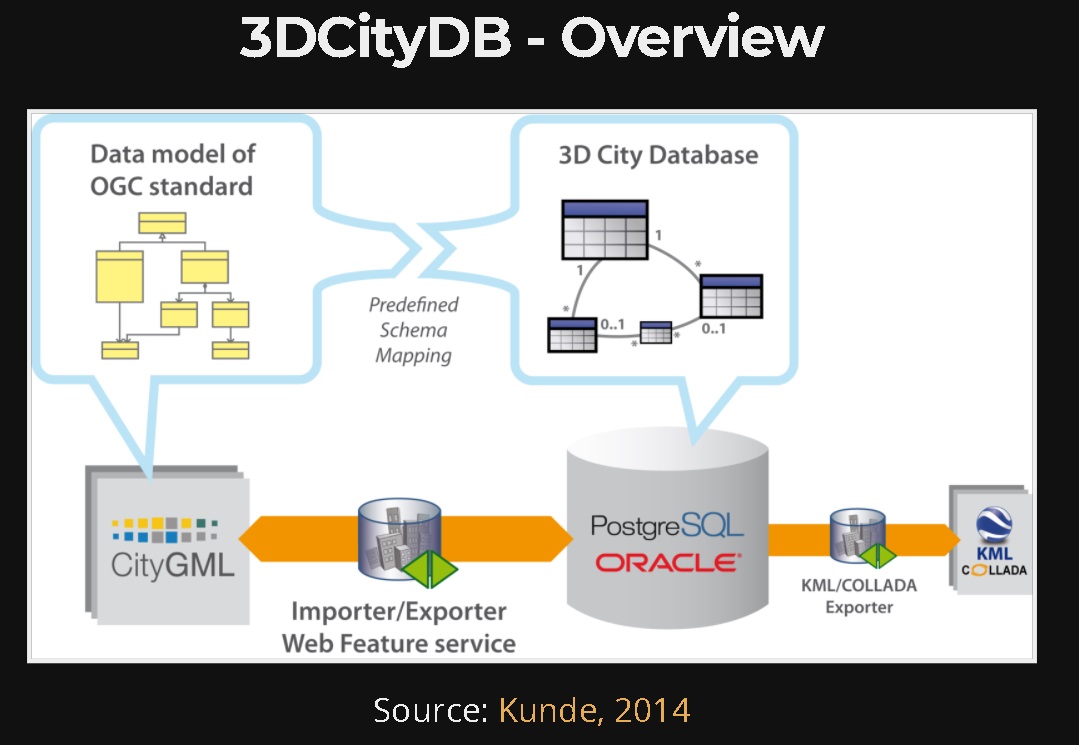 3DCityDB - Overview
Data model of
OGC standard
3D City Database
1
1
*
*
0..1
*
*
0..1
Predefined
Schema
Mapping
CityGML
PostgreSQL
ORACLE®
KML
COLLADA
Importer/Exporter
Web Feature service
KML/COLLADA
Exporter
Source: Kunde, 2014